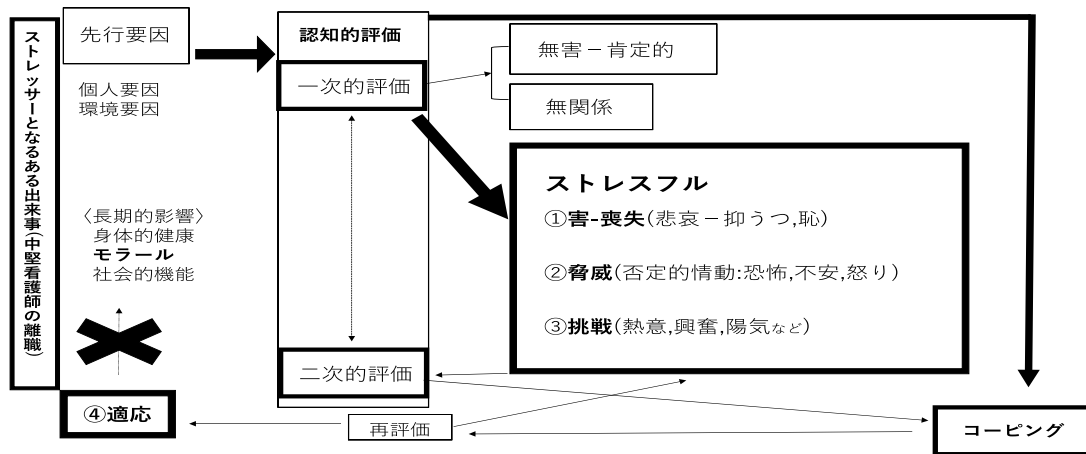 ストレッサーとなるある出来事(中堅看護師の離職)
先行要因
個人要因
環境要因
〈長期的影響〉
身体的健康
モラール
社会的機能
④適応
認知的評価
一次的評価
二次的評価
再評価
無害－肯定的
無関係
ストレスフル
①害-喪失(悲哀－抑うつ,恥)
②脅威(否定的情動:恐怖,不安,怒り)
③挑戦(熱意,興奮,陽気など)
コーピング